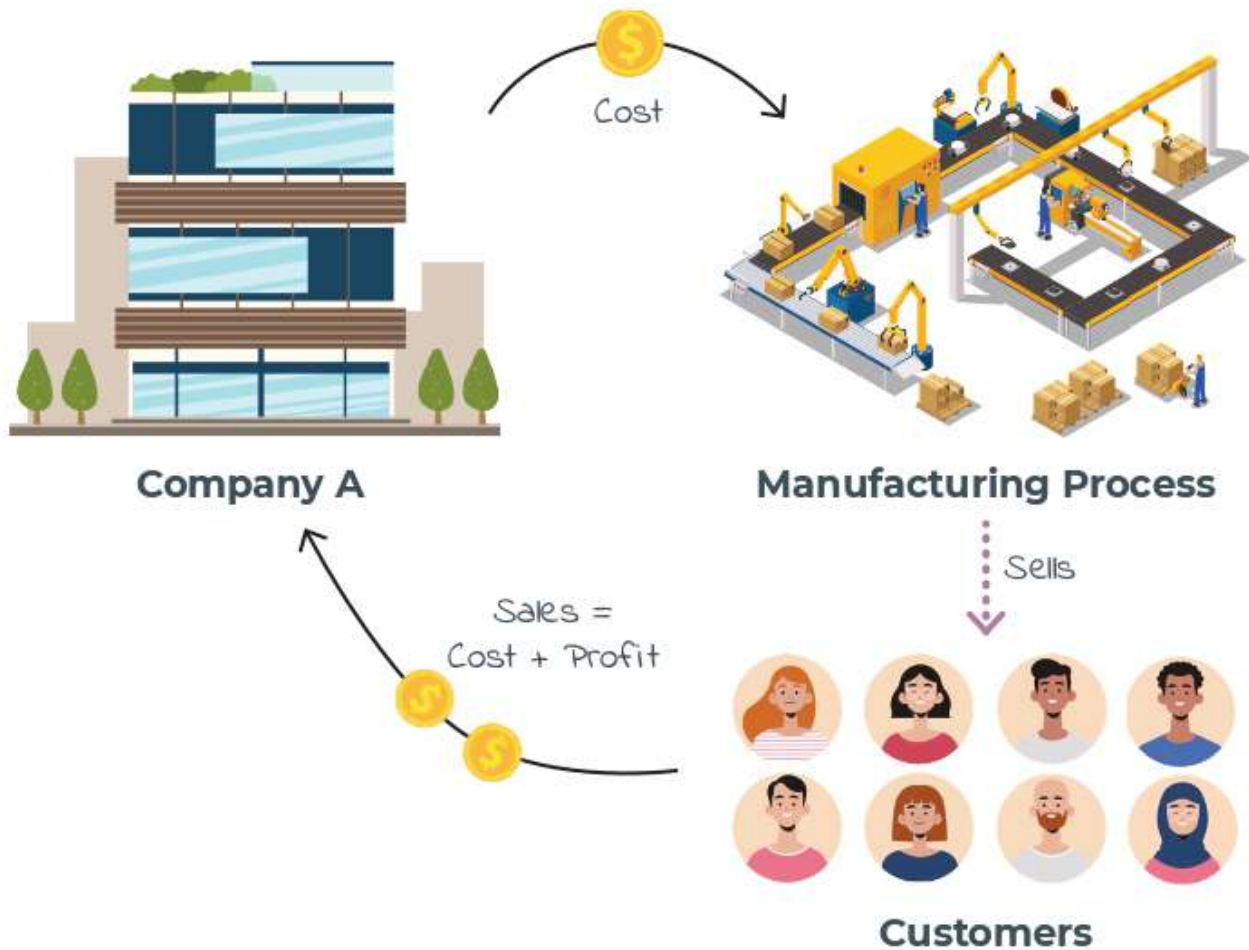 Cost
Company A
Manufacturing Process
Sells
Sales =
Cost + Profit
Customers